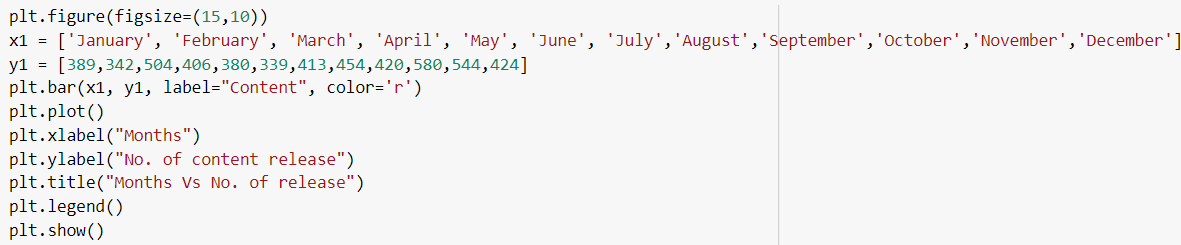 plt.figure(figsize=(15,10))
x1 = ['January', 'February', 'March', 'April', 'May', 'June', 'July','August','September','October','November','December']
y1 = [389,342,504,406,380,339,413,454,420,580,544,424]
plt.bar(x1, y1, label="Content", color='r')
plt.plot()
plt.xlabel("Months")
plt.ylabel("No. of content release")
plt.title("Months Vs No. of release")
plt.legend()
plt.show()